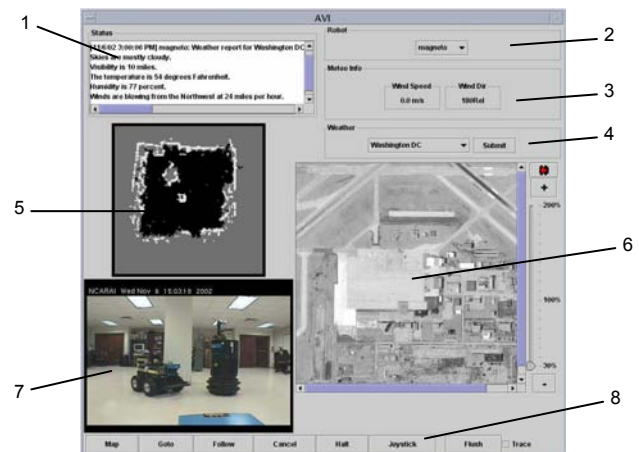 AVI
1
Status
[11/6/02 3:00:00 PM] magneto: Weather report for Washington DC
Skies are mostly cloudy.
Visibility is 10 miles.
The temperature is 54 degrees Fahrenheit.
Humidity is 77 percent.
Winds are blowing from the Northwest at 24 miles per hour.
Robot
magneto
2
Meteo Info
Wind Speed
Wind Dir
0.0 m/s
180Rel
3
Weather
Washington DC
Submit
4
5
+
200%
100%
30%
-
6
NCARAI Wed Nov 6 15:03:15 2002
7
8
Map
Goto
Follow
Cancel
Halt
Joystick
Flush
Trace